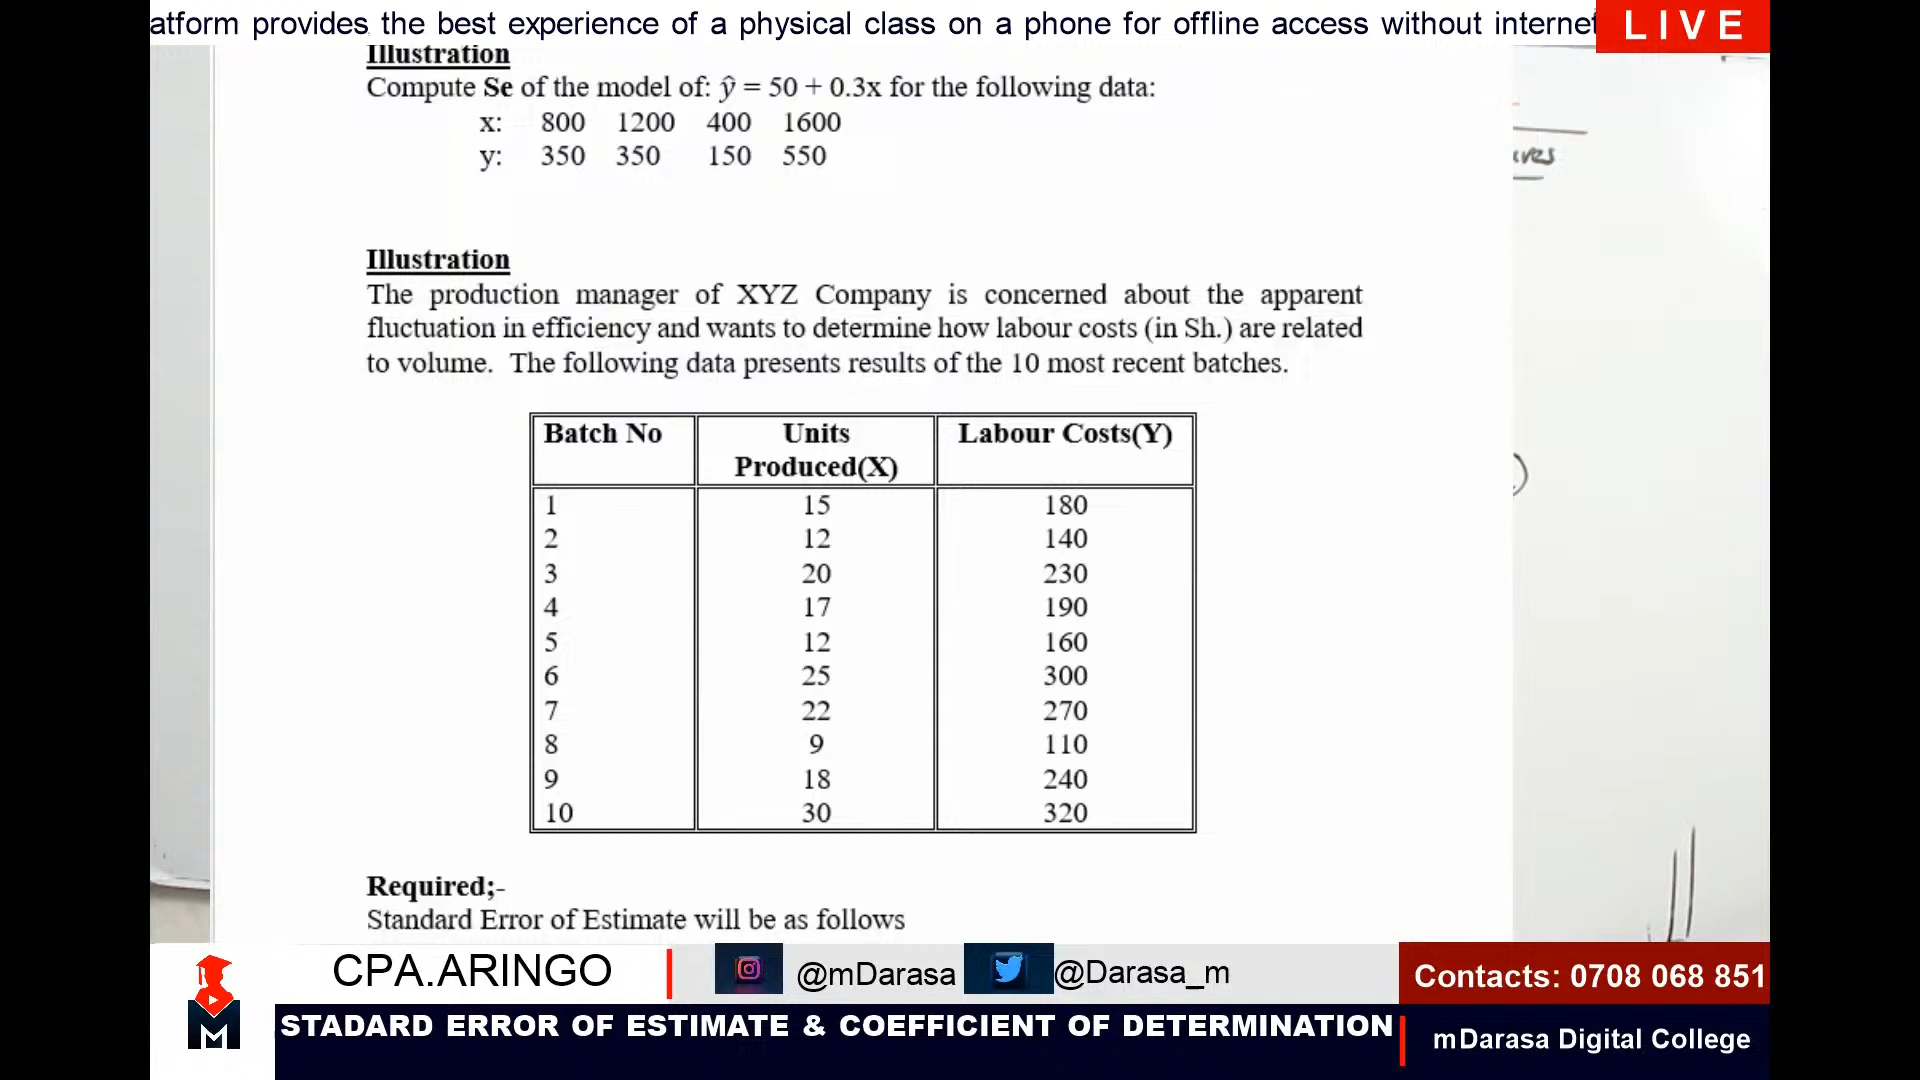 atform provides the best experience of a physical class on a phone for offline access without internet
LIVE
Illustration
Compute Se of the model of: ŷ = 50 + 0.3x for the following data:
x: 800 1200 400 1600
y: 350 350 150 550
Illustration
The production manager of XYZ Company is concerned about the apparent
fluctuation in efficiency and wants to determine how labour costs (in Sh.) are related
to volume. The following data presents results of the 10 most recent batches.
Batch No Units Produced(X) Labour Costs(Y)
1 15 180
2 12 140
3 20 230
4 17 190
5 12 160
6 25 300
7 22 270
8 9 110
9 18 240
10 30 320
Required;-
Standard Error of Estimate will be as follows
CPA.ARINGO
@mDarasa
@Darasa_m
Contacts: 0708 068 851
M
STADARD ERROR OF ESTIMATE & COEFFICIENT OF DETERMINATION
mDarasa Digital College